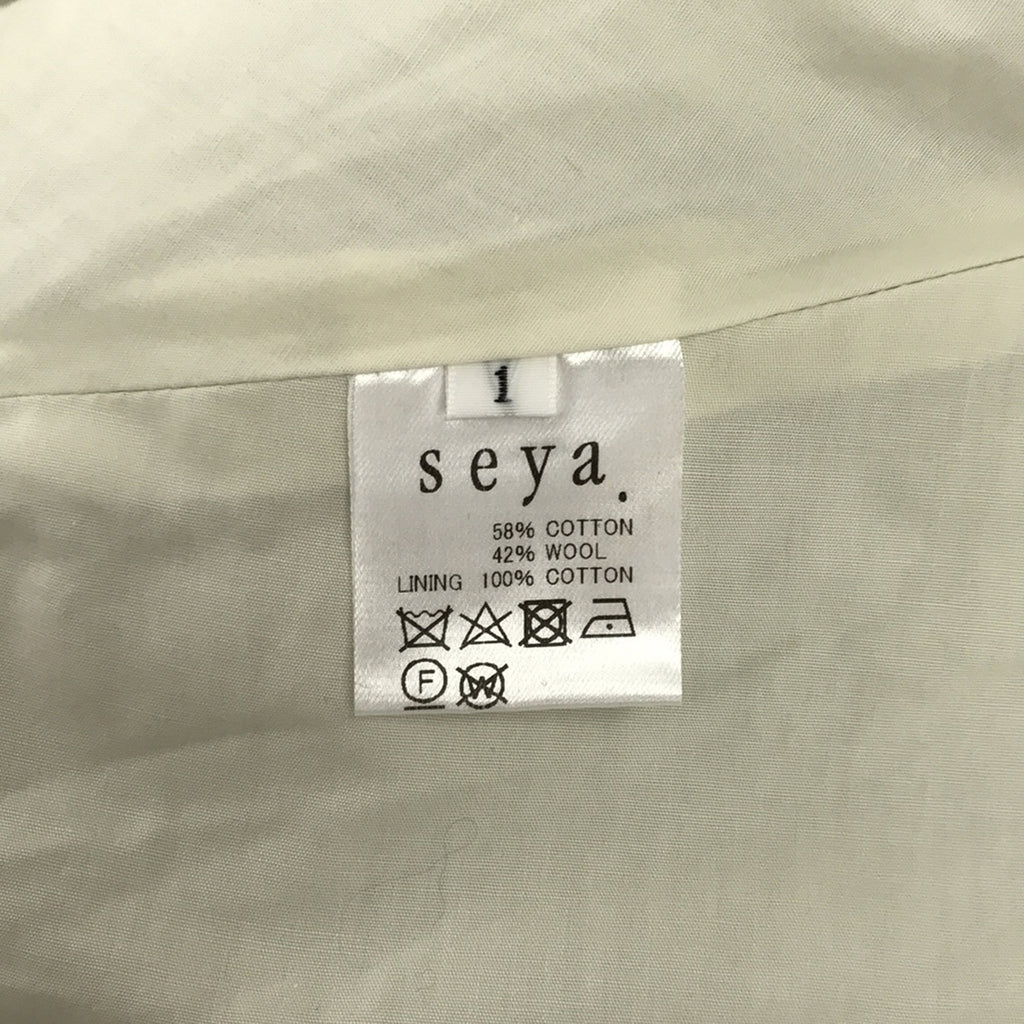 1
seya.
58% COTTON
42% WOOL
LINING 100% COTTON
F W